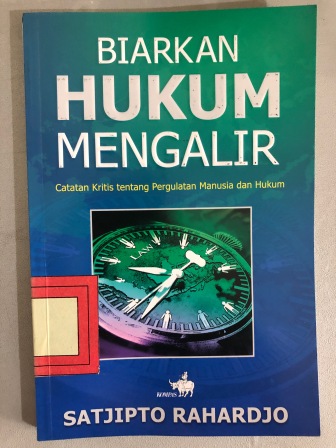 BIARKAN
HUKUM
MENGALIR
Catatan Kritis tentang Pergulatan Manusia dan Hukum
LAW
KOMPAS
SATJIPTO RAHARDJO